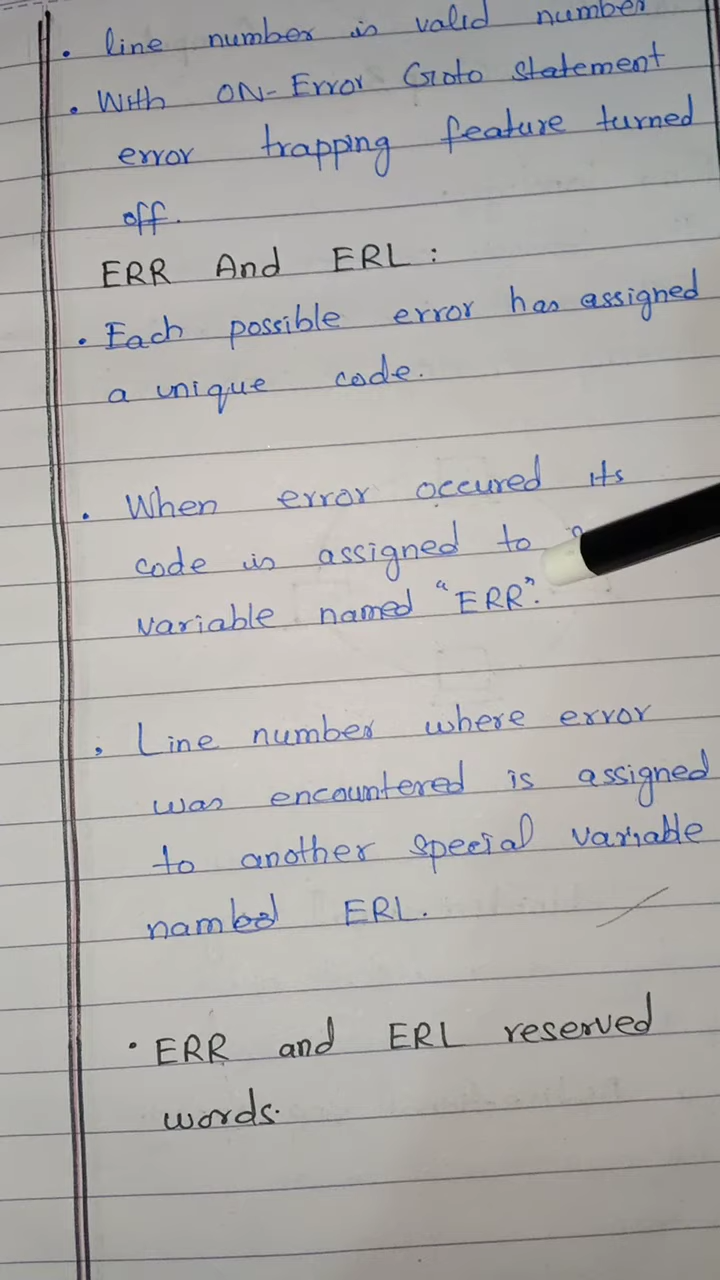 • line number is valid number
• With ON-Error Goto statement
error trapping feature turned
off.
ERR And ERL :
• Each possible error has assigned
a unique code.
• When error occured its
code is assigned to
variable named "ERR".
• Line number where error
was encountered is assigned
to another special variable
named ERL.
• ERR and ERL reserved
words.